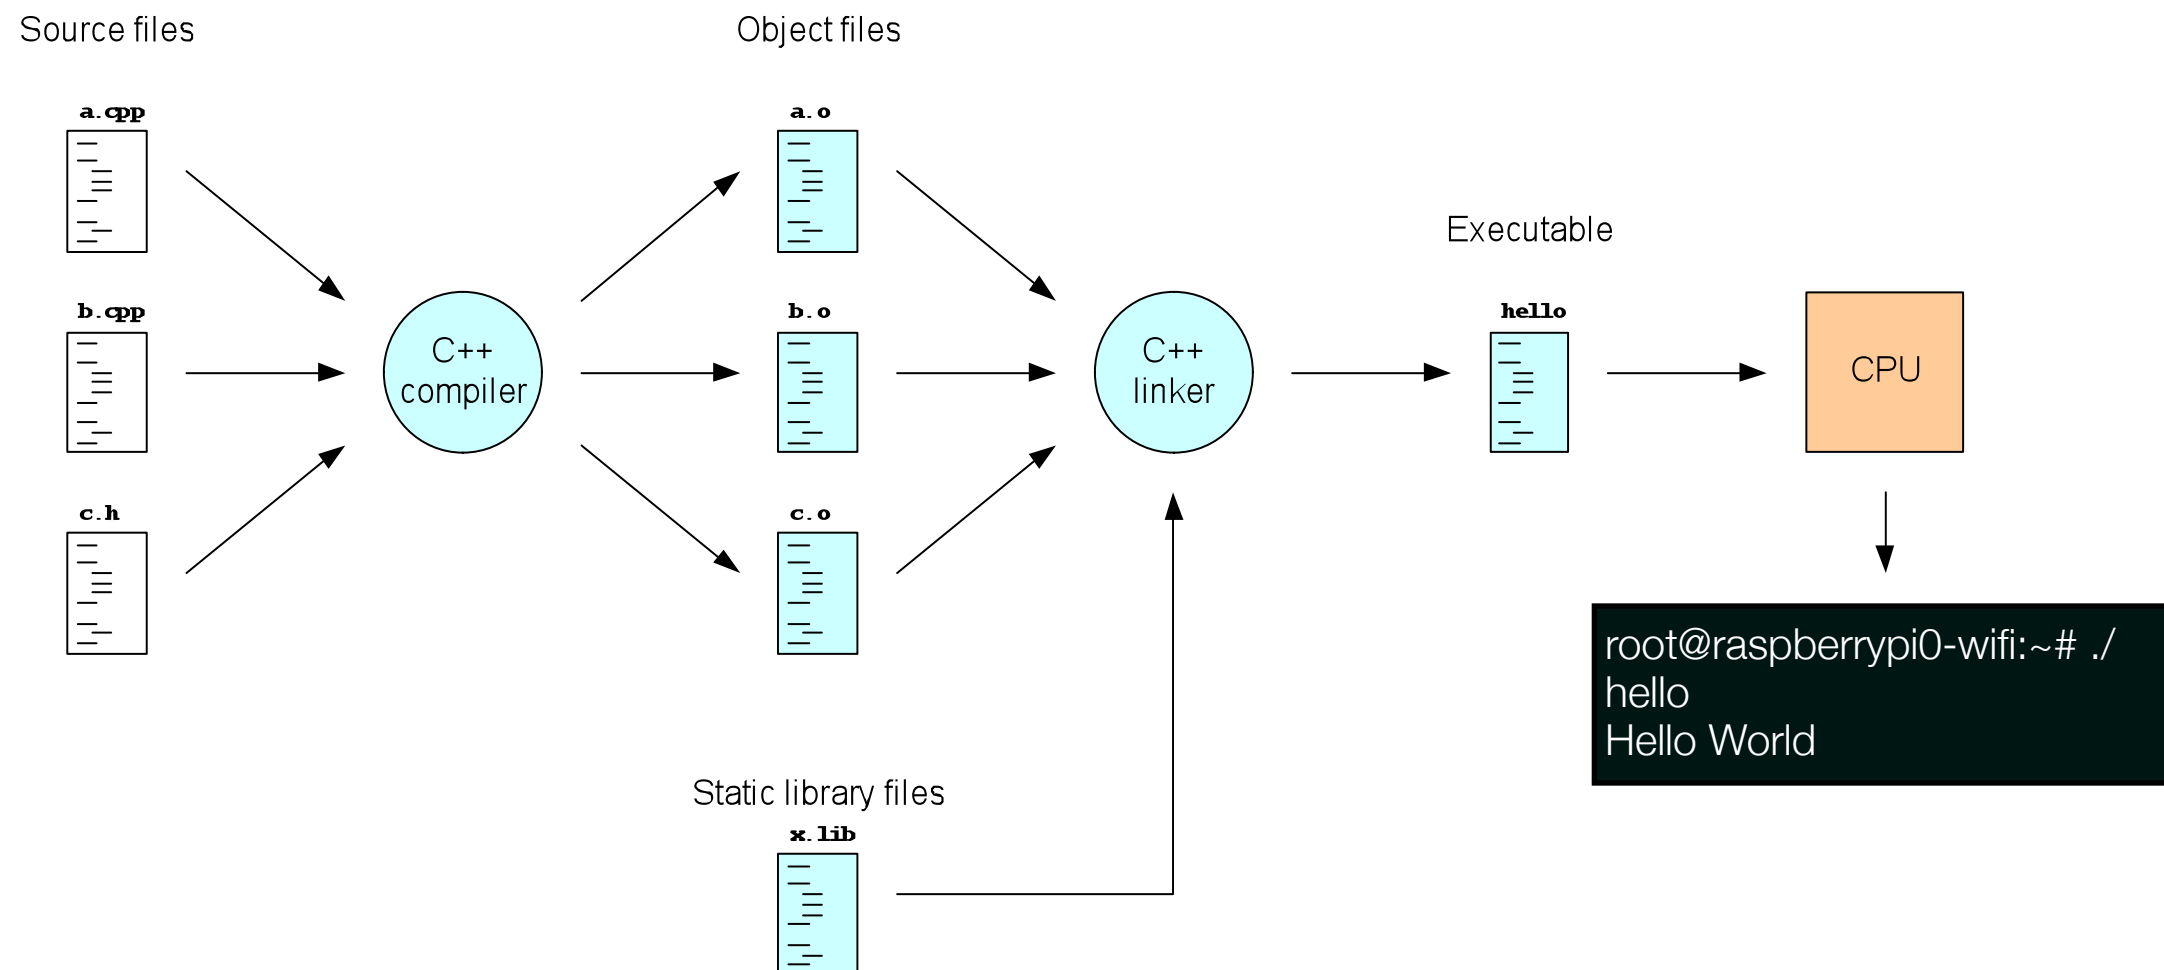 Source files
Object files
a.cpp
a.o
Executable
b.cpp
b.o
hello
C++
compiler
C++
linker
CPU
c.h
c.o
root@raspberrypi0-wifi:~# ./
hello
Hello World
Static library files
x.lib